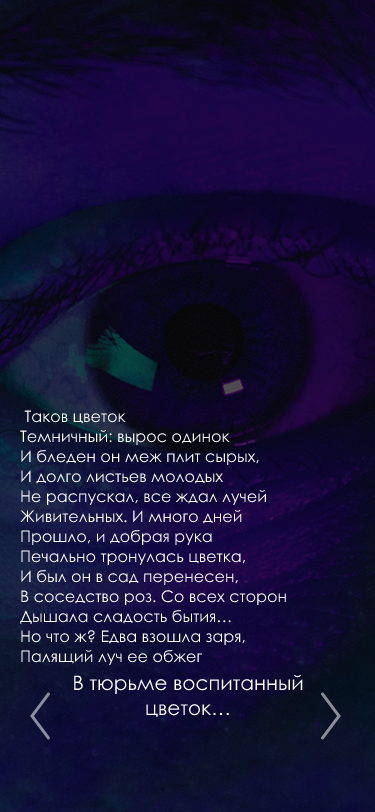 Таков цветок
Темничный: вырос одинок
И бледен он меж плит сырых,
И долго листьев молодых
Не распускал, все ждал лучей
Живительных. И много дней
Прошло, и добрая рука
Печально тронулась цветка,
И был он в сад перенесен,
В соседство роз. Со всех сторон
Дышала сладость бытия...
Но что ж? Едва взошла заря,
Палящий луч ее обжег
В тюрьме воспитанный
цветок...